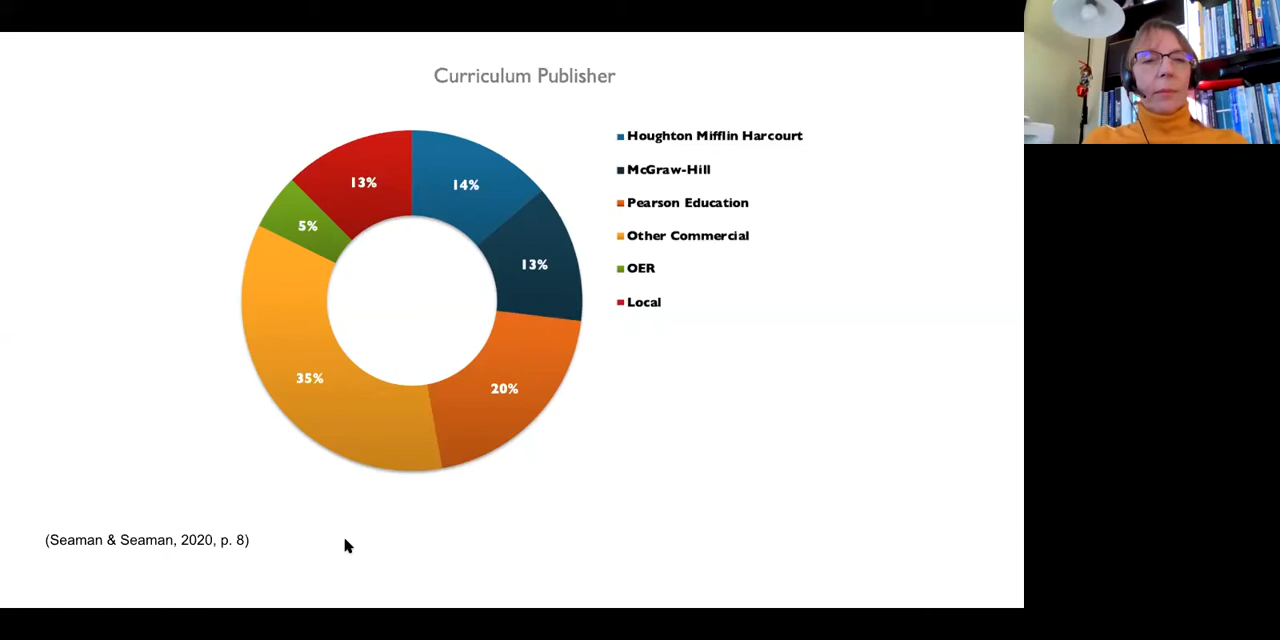 Curriculum Publisher
Houghton Mifflin Harcourt
McGraw-Hill
Pearson Education
Other Commercial
OER
Local
13%
14%
5%
13%
35%
20%
(Seaman & Seaman, 2020, p. 8)